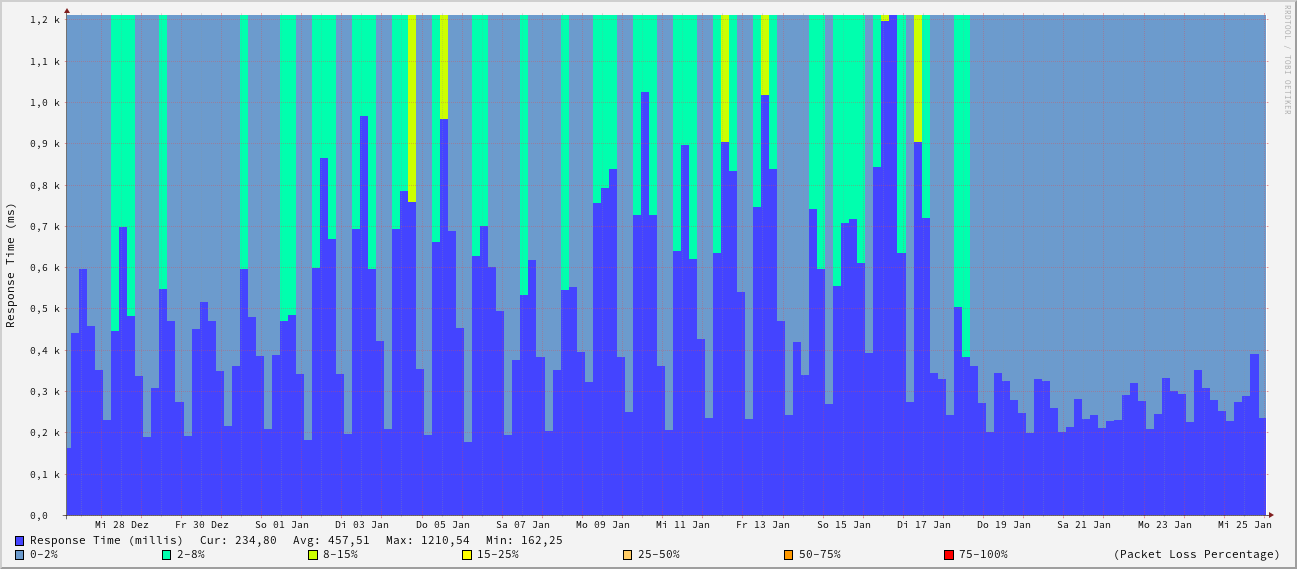 RRDTOOL / TOBI OETIKER
Response Time (ms)
1,2 k
1,1 k
1,0 k
0,9 k
0,8 k
0,7 k
0,6 k
0,5 k
0,4 k
0,3 k
0,2 k
0,1 k
0,0
Mi 28 Dez Fr 30 Dez So 01 Jan Di 03 Jan Do 05 Jan Sa 07 Jan Mo 09 Jan Mi 11 Jan Fr 13 Jan So 15 Jan Di 17 Jan Do 19 Jan Sa 21 Jan Mo 23 Jan Mi 25 Jan
Response Time (millis) Cur: 234,80 Avg: 457,51 Max: 1210,54 Min: 162,25
0-2% 2-8% 8-15% 15-25% 25-50% 50-75% 75-100% (Packet Loss Percentage)